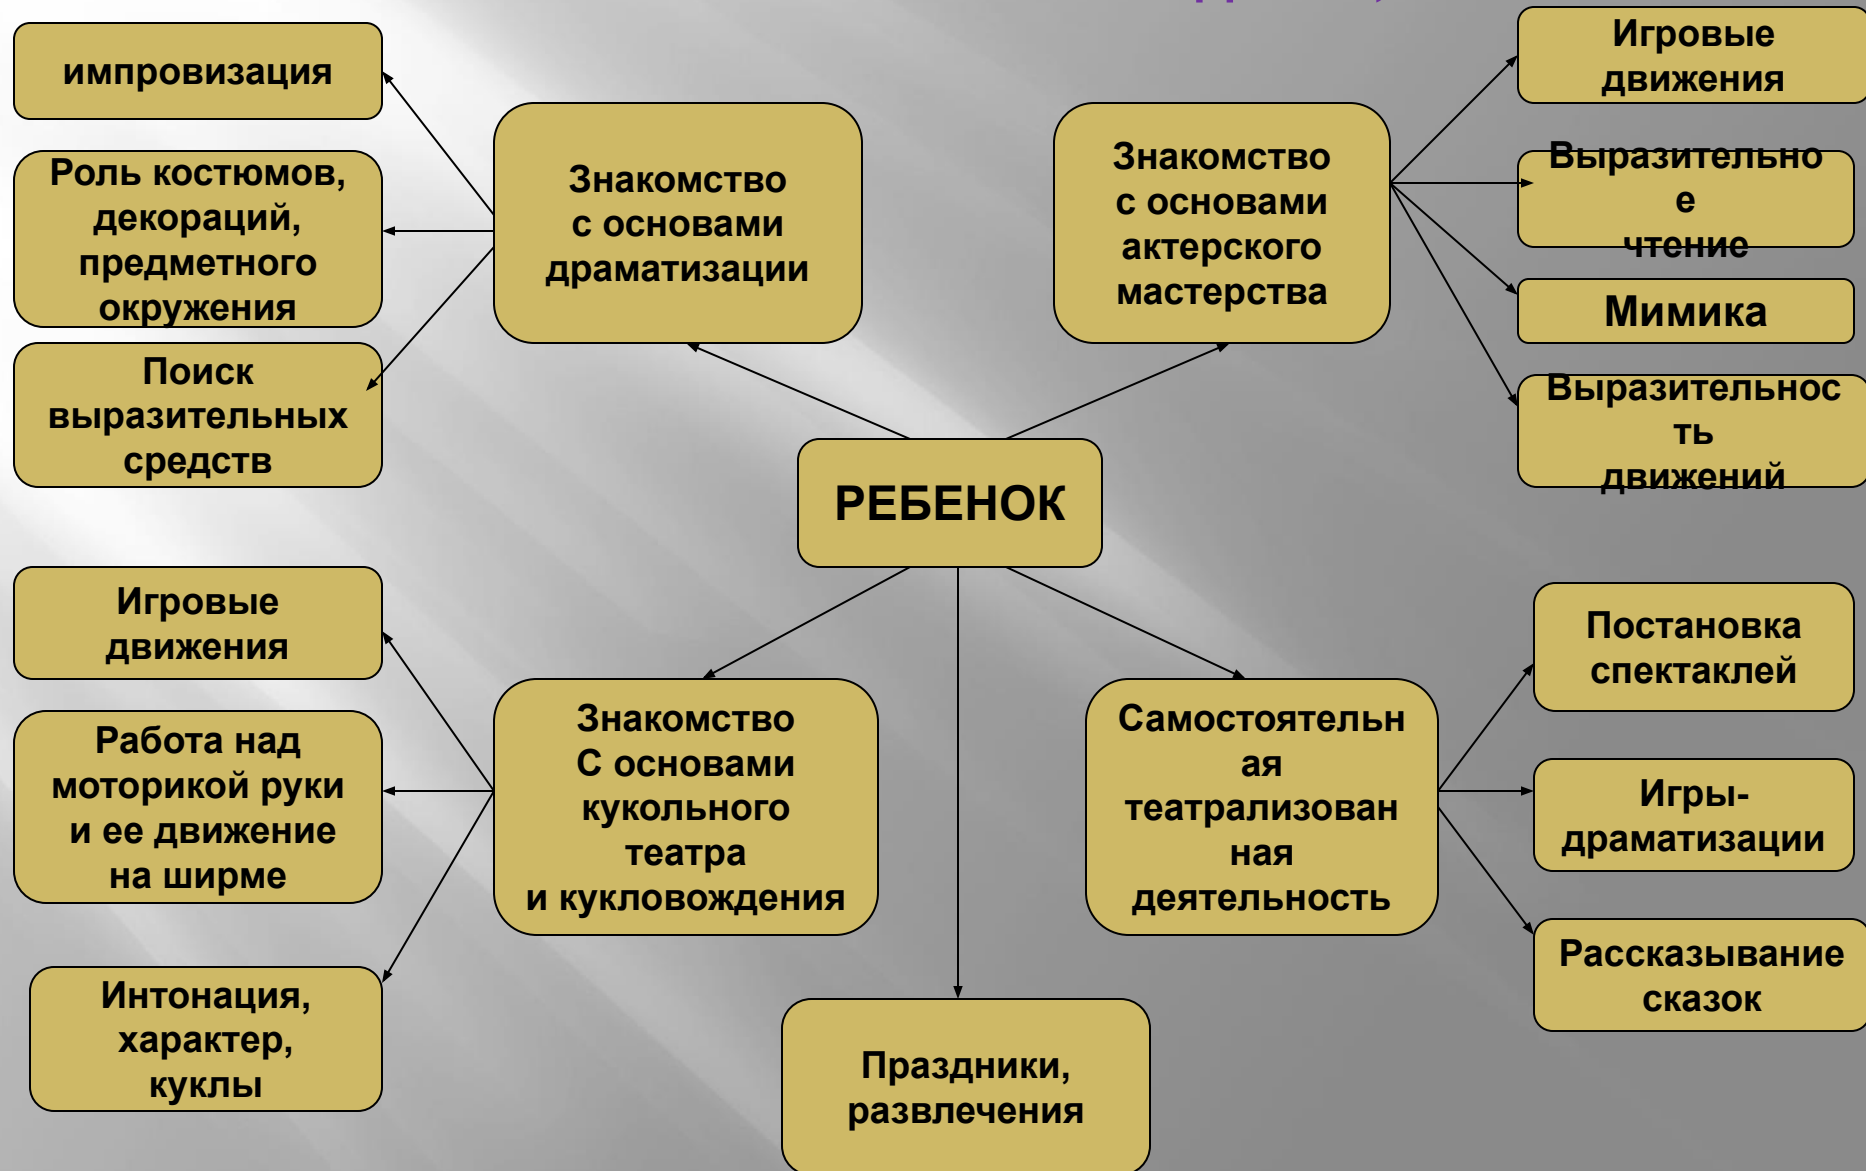 импровизация
Роль костюмов,
декораций,
предметного
окружения
Поиск
выразительных
средств
Знакомство
с основами
драматизации
Знакомство
с основами
актерского
мастерства
Игровые
движения
Выразительно
е
чтение
Мимика
Выразительнос
ть
движений
РЕБЕНОК
Игровые
движения
Работа над
моторикой руки
и ее движение
на ширме
Интонация,
характер,
куклы
Знакомство
С основами
кукольного
театра
и кукловождения
Праздники,
развлечения
Самостоятельн
ая
театрализован
ная
деятельность
Постановка
спектаклей
Игры-
драматизации
Рассказывание
сказок